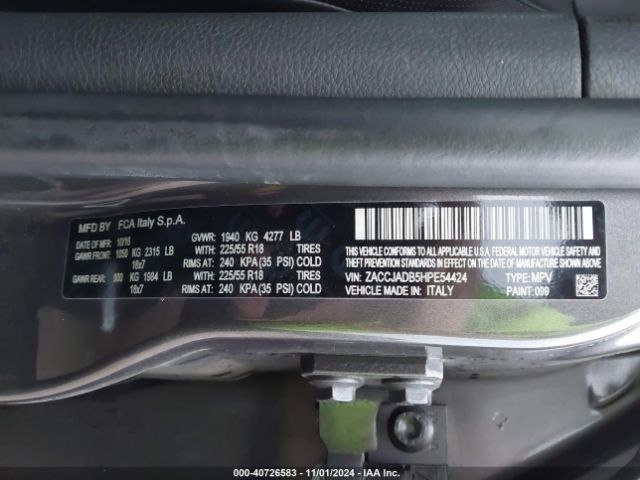 MFD BY: FCA Italy S.p.A.
DATE OF MFR: 10/16
GVWR: 1940 KG 4277 LB
GAWR FRONT: 1050 KG 2315 LB WITH 225/55 R18 TIRES
18x7 RIMS AT: 240 KPA(35 PSI) COLD
GAWR REAR: 900 KG 1984 LB WITH 225/55 R18 TIRES
18x7 RIMS AT: 240 KPA(35 PSI) COLD
THIS VEHICLE CONFORMS TO ALL APPLICABLE U.S.
FEDERAL MOTOR VEHICLE SAFETY, BUMPER AND
THEFT PREVENTION STANDARDS IN EFFECT ON THE
DATE OF MANUFACTURE SHOWN ABOVE.
VIN: ZACCJADB5HPE54424 TYPE: MPV
VEHICLE MADE IN: ITALY PAINT: 099
000-40726583 - 11/01/2024 - IAA Inc.